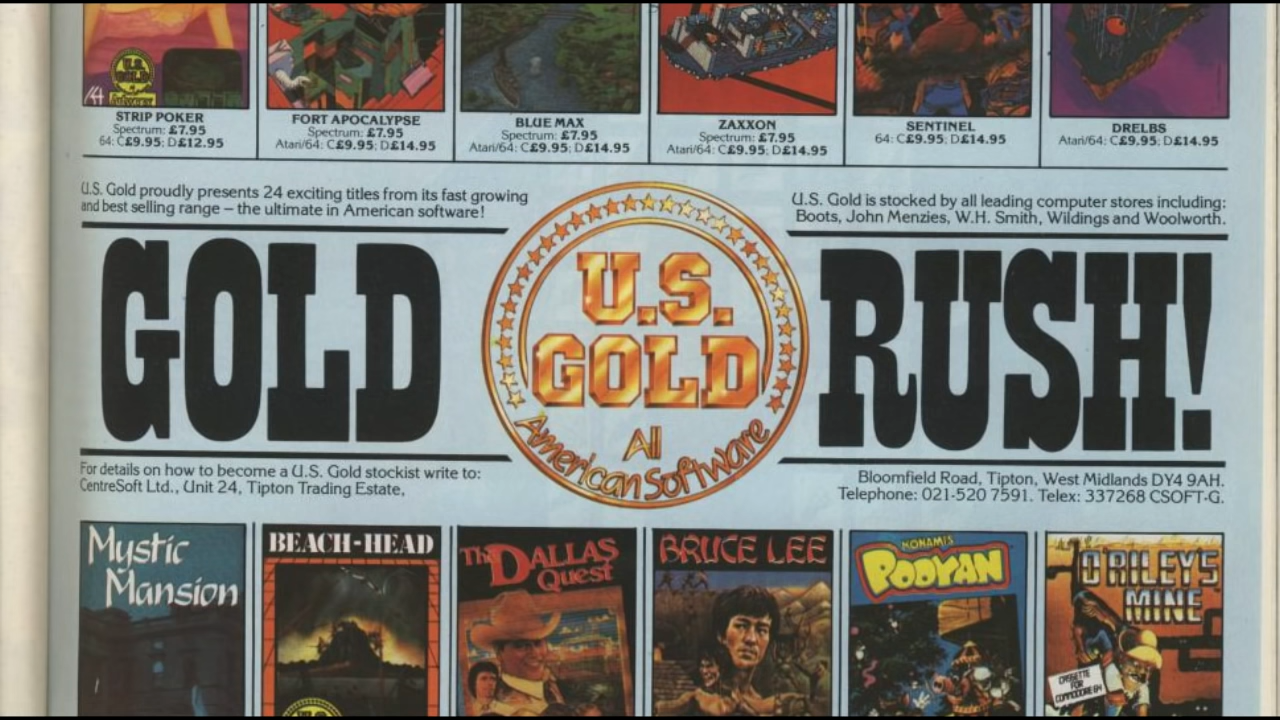 U.S.
GOLD
STRIP POKER
Spectrum: £7.95
64: C£9.95: D£12.95
FORT APOCALYPSE
Spectrum: £7.95
Atari/64: C£9.95: D£14.95
BLUE MAX
Spectrum: £7.95
Atari/64: C£9.95: D£14.95
ZAXXON
Spectrum: £7.95
Atari/64: C£9.95: D£14.95
SENTINEL
64: C£9.95: D£14.95
DRELBS
Atari/64: C£9.95: D£14.95
U.S. Gold proudly presents 24 exciting titles from its fast growing
and best selling range – the ultimate in American software!
U.S. Gold is stocked by all leading computer stores including:
Boots, John Menzies, W.H. Smith, Wildings and Woolworth.
GOLD
U.S.
GOLD
All
American Software
RUSH!
For details on how to become a U.S. Gold stockist write to:
CentreSoft Ltd., Unit 24, Tipton Trading Estate,
Bloomfield Road, Tipton, West Midlands DY4 9AH.
Telephone: 021-520 7591. Telex: 337268 CSOFT-G.
Mystic
Mansion
BEACH-HEAD
The DALLAS
Quest
BRUCE LEE
KONAMI'S
POOYAN
O'RILEY'S
MINE
CASSETTE
FOR
COMMODORE 64